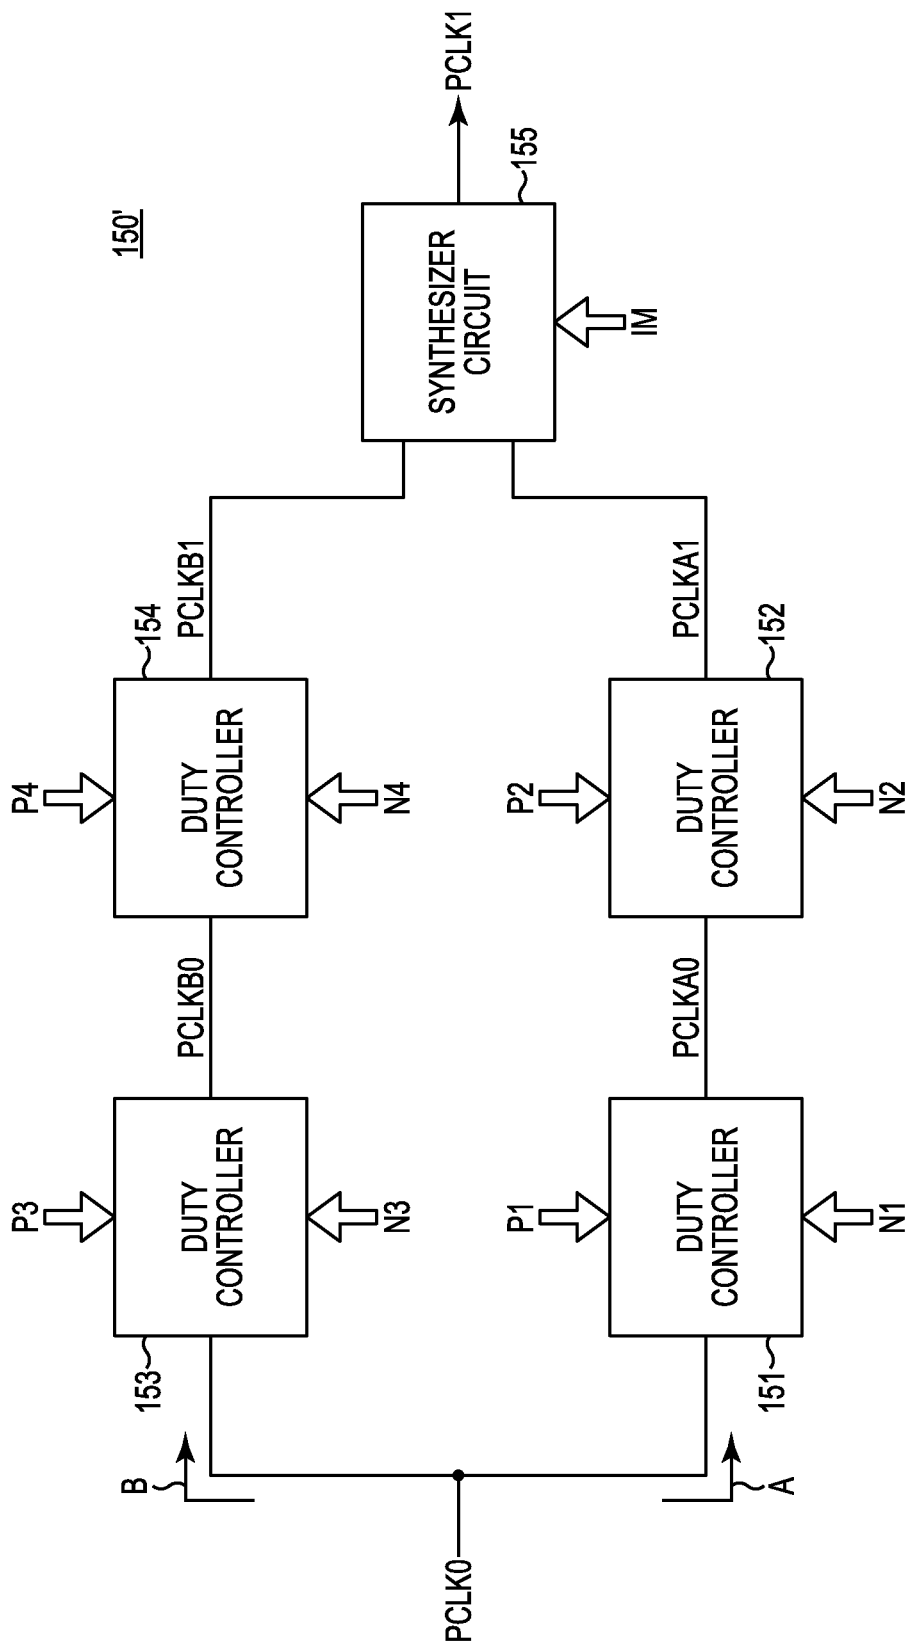 150'
P3
P4
B
153
DUTY
CONTROLLER
PCLKB0
154
DUTY
CONTROLLER
PCLKB1
N3
N4
PCLK0
SYNTHESIZER
CIRCUIT
PCLK1
155
IM
P1
P2
A
151
DUTY
CONTROLLER
PCLKA0
152
DUTY
CONTROLLER
PCLKA1
N1
N2